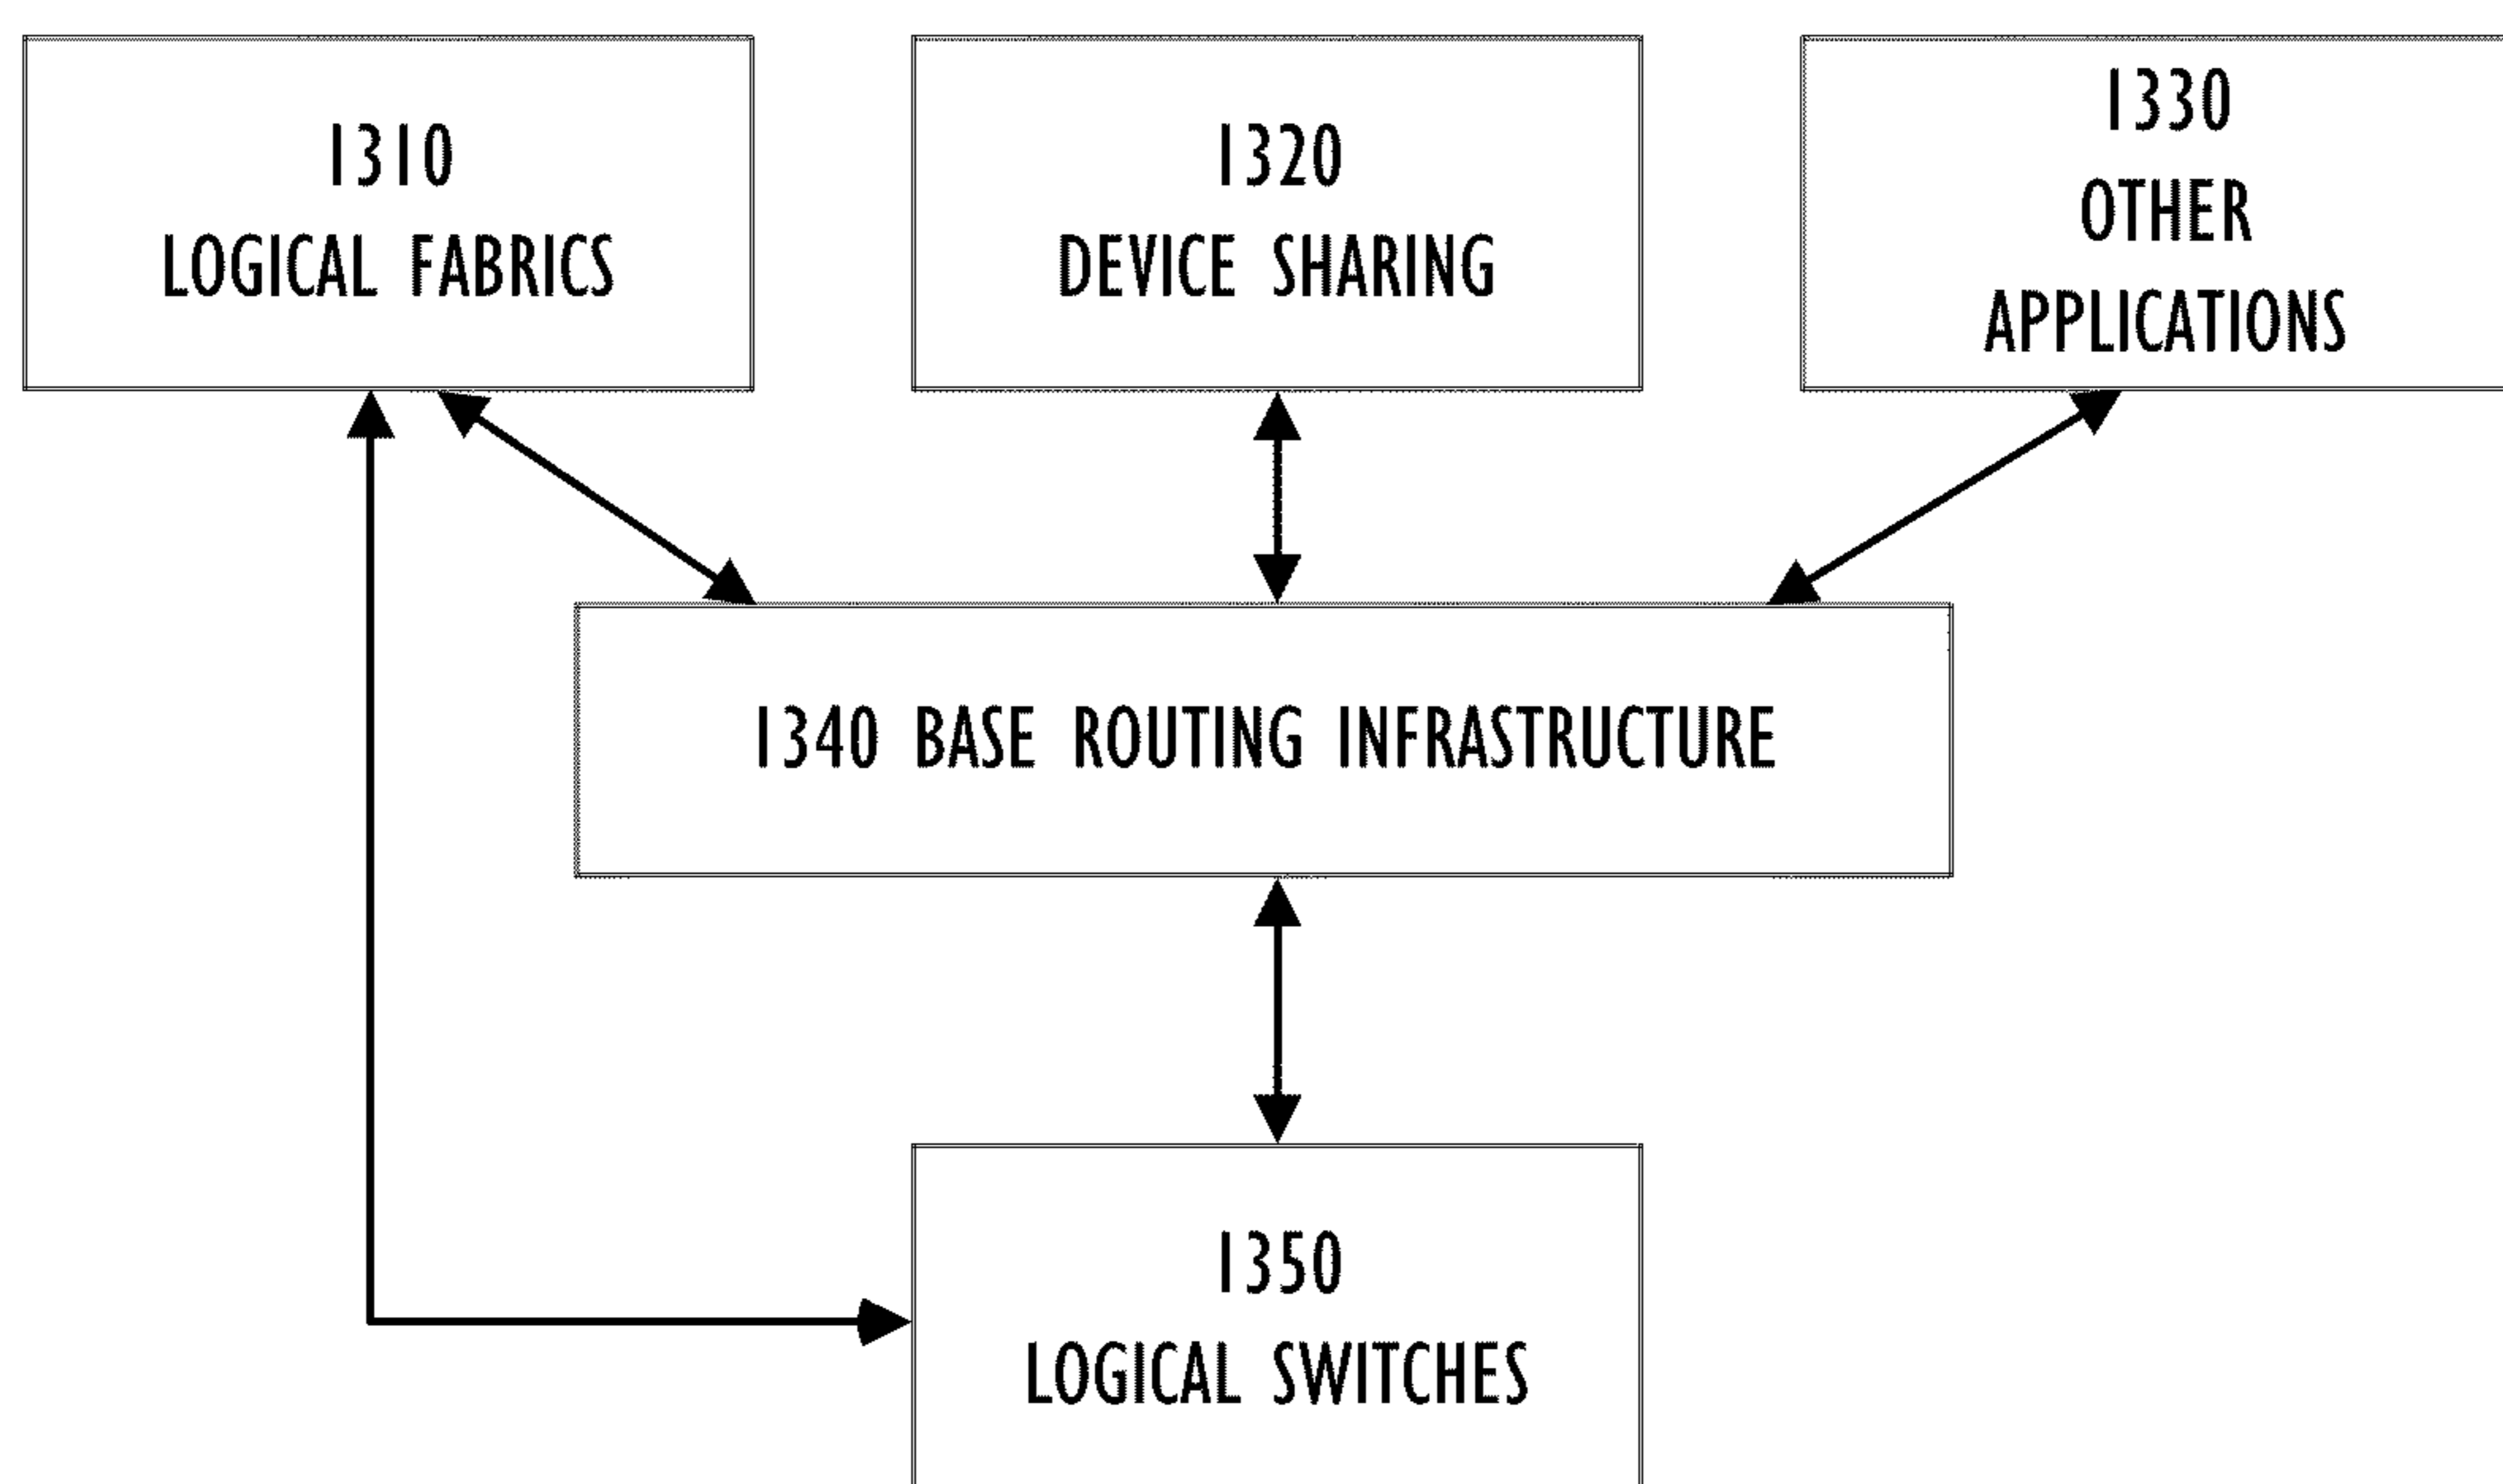 1310
LOGICAL FABRICS
1320
DEVICE SHARING
1330
OTHER
APPLICATIONS
1340 BASE ROUTING INFRASTRUCTURE
1350
LOGICAL SWITCHES